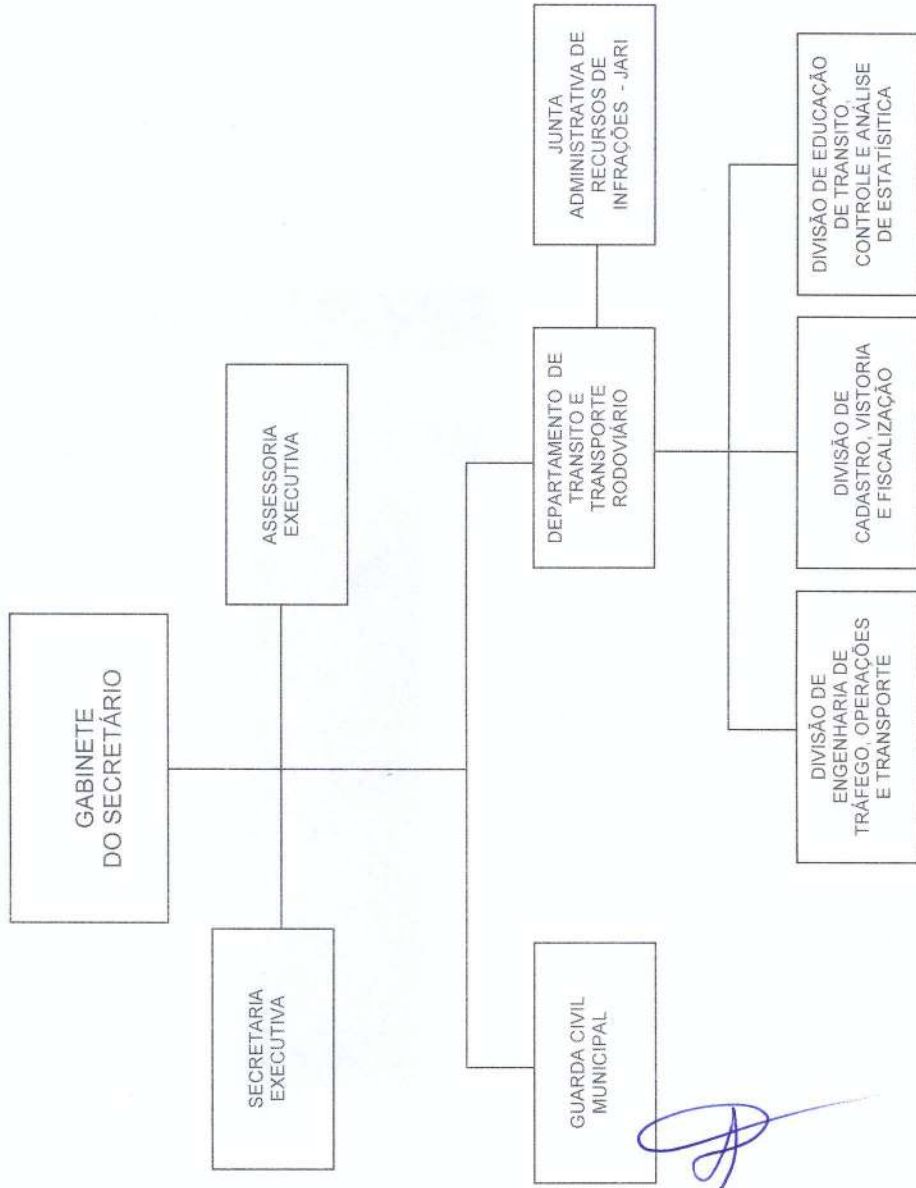 GABINETE
DO SECRETÁRIO
SECRETARIA
EXECUTIVA
ASSESSORIA
EXECUTIVA
GUARDA CIVIL
MUNICIPAL
DEPARTAMENTO DE
TRANSITO E
TRANSPORTE
RODOVIÁRIO
JUNTA
ADMINISTRATIVA DE
RECURSOS DE
INFRAÇÕES - JARI
DIVISÃO DE
ENGENHARIA DE
TRÁFEGO, OPERAÇÕES
E TRANSPORTE
DIVISÃO DE
CADASTRO, VISTORIA
E FISCALIZAÇÃO
DIVISÃO DE EDUCAÇÃO
DE TRANSITO,
CONTROLE E ANÁLISE
DE ESTATÍSITICA